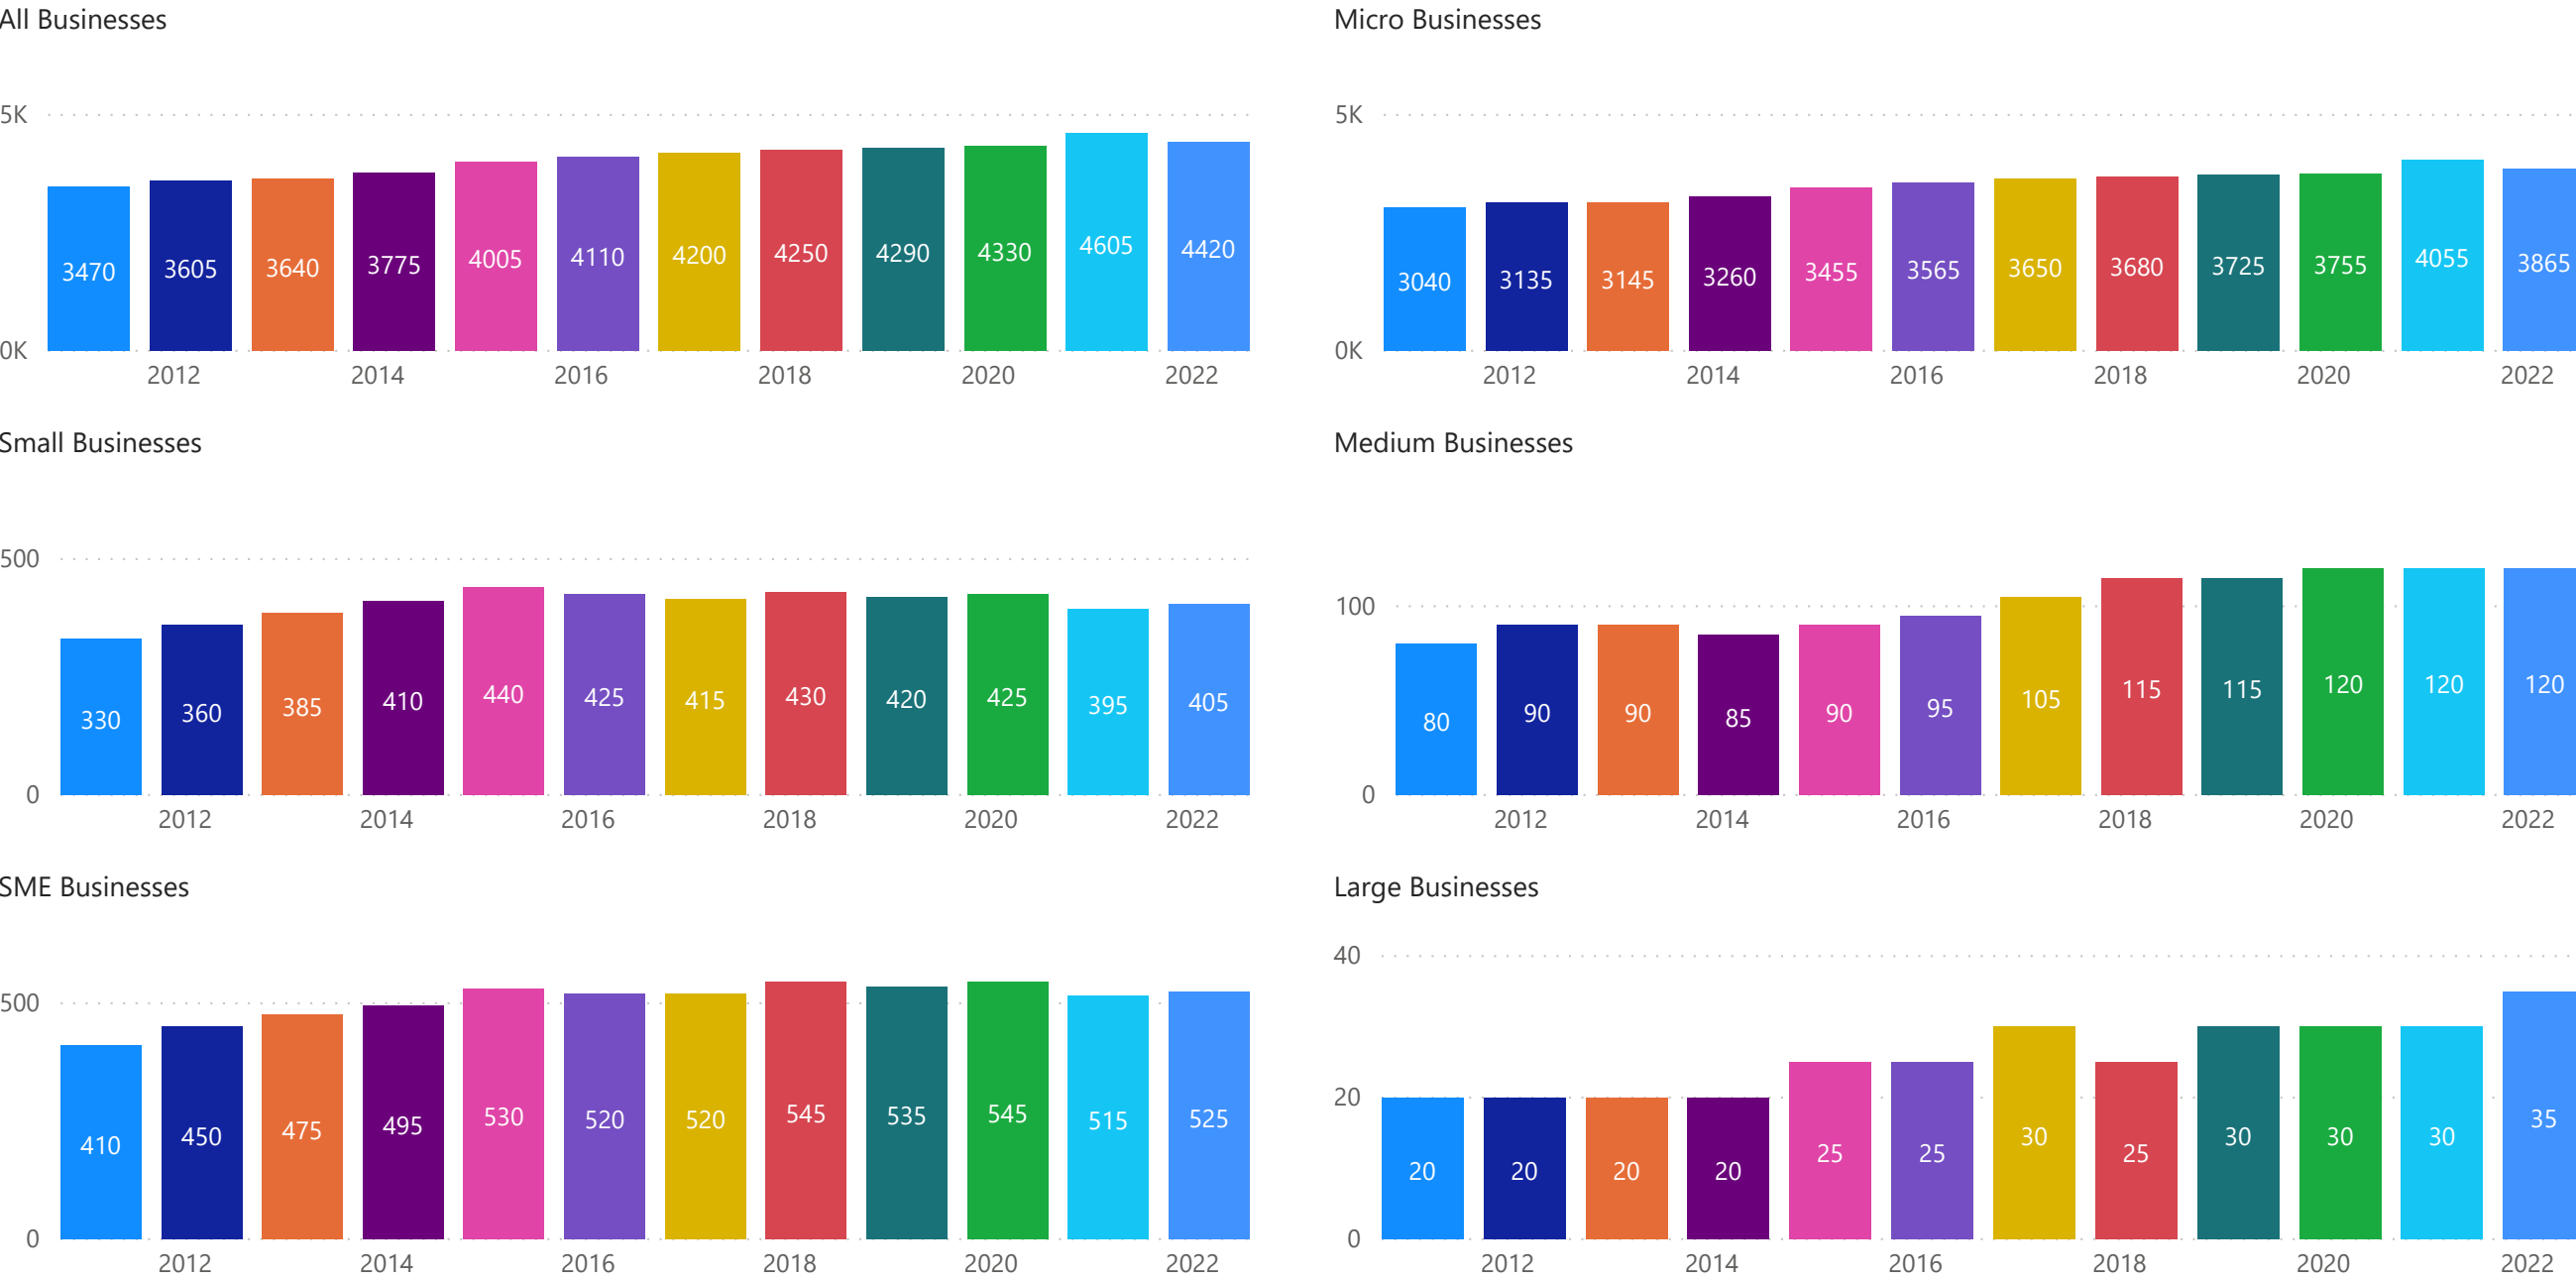 All Businesses
5K
3470 3605 3640 3775 4005 4110 4200 4250 4290 4330 4605 4420
0K
2012 2014 2016 2018 2020 2022
Micro Businesses
5K
3040 3135 3145 3260 3455 3565 3650 3680 3725 3755 4055 3865
0K
2012 2014 2016 2018 2020 2022
Small Businesses
500
330 360 385 410 440 425 415 430 420 425 395 405
0
2012 2014 2016 2018 2020 2022
Medium Businesses
100
80 90 90 85 90 95 105 115 115 120 120 120
0
2012 2014 2016 2018 2020 2022
SME Businesses
500
410 450 475 495 530 520 520 545 535 545 515 525
0
2012 2014 2016 2018 2020 2022
Large Businesses
40
20
20 20 20 20 25 25 30 25 30 30 30 35
0
2012 2014 2016 2018 2020 2022